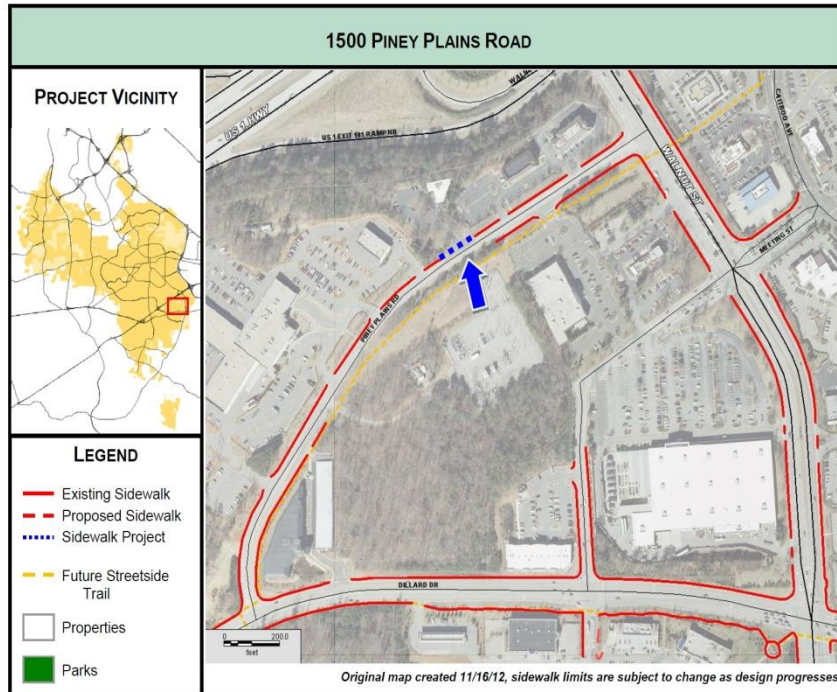 1500 PINEY PLAINS ROAD
PROJECT VICINITY
LEGEND
Existing Sidewalk
Proposed Sidewalk
Sidewalk Project
Future Streetside
Trail
Properties
Parks
US 1 HWY
US 1 EXIT 101 RAMP NB
WALNUT ST
CAITBOO AVE
MEETING ST
PINEY PLAINS RD
DILLARD DR
0 200.0
feet
Original map created 11/16/12, sidewalk limits are subject to change as design progresses